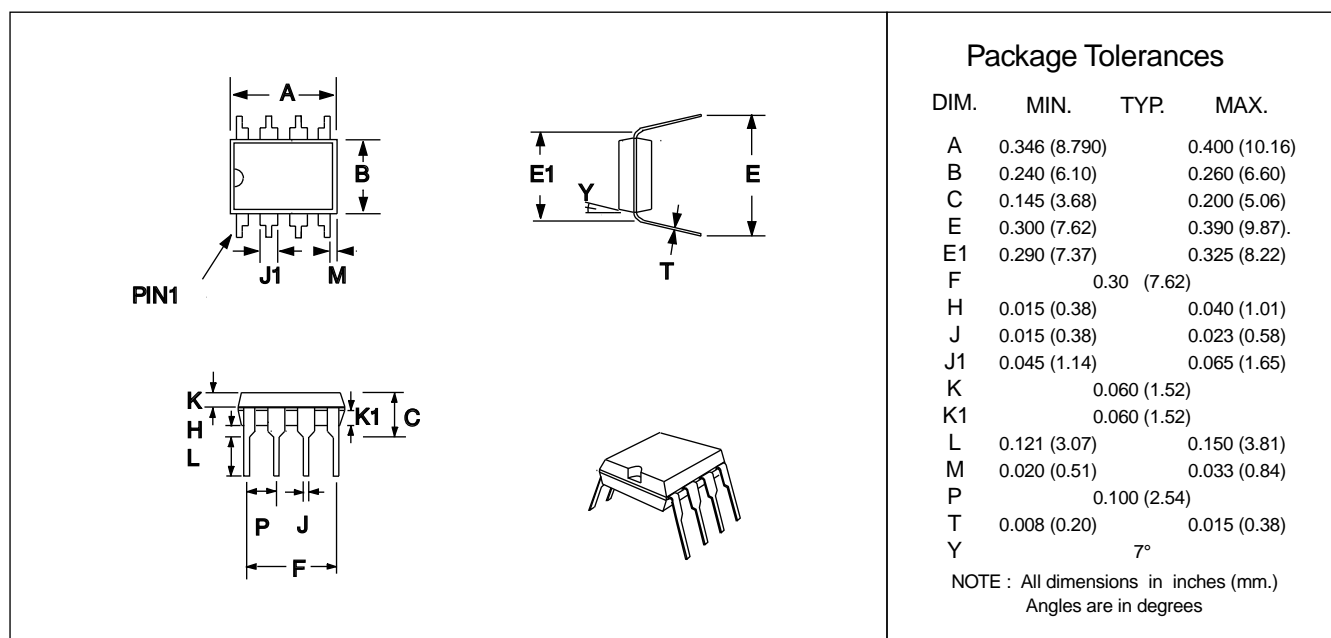 A
B
PIN1
J1
M
E1
Y
E
T
K
H
L
K1
C
P
J
F
Package Tolerances
DIM. MIN. TYP. MAX.
A 0.346 (8.790) 0.400 (10.16)
B 0.240 (6.10) 0.260 (6.60)
C 0.145 (3.68) 0.200 (5.06)
E 0.300 (7.62) 0.390 (9.87).
E1 0.290 (7.37) 0.325 (8.22)
F 0.30 (7.62)
H 0.015 (0.38) 0.040 (1.01)
J 0.015 (0.38) 0.023 (0.58)
J1 0.045 (1.14) 0.065 (1.65)
K 0.060 (1.52)
K1 0.060 (1.52)
L 0.121 (3.07) 0.150 (3.81)
M 0.020 (0.51) 0.033 (0.84)
P 0.100 (2.54)
T 0.008 (0.20) 0.015 (0.38)
Y 7°
NOTE : All dimensions in inches (mm.)
Angles are in degrees